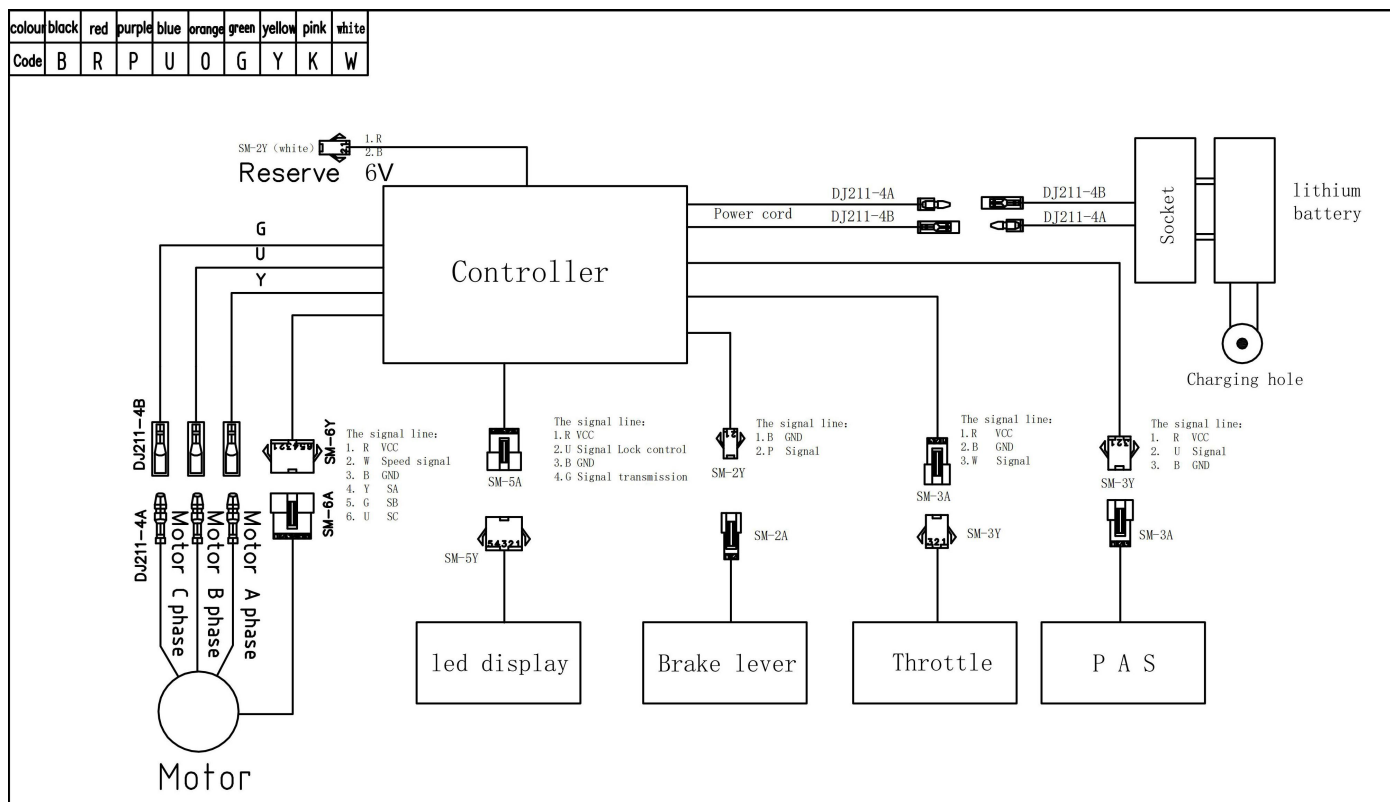 colour black red purple blue orange green yellow pink white
Code B R P U O G Y K W
SM-2Y (white)
21
1.R
2.B
Reserve 6V
G
U
Y
Controller
DJ211-4A
Power cord
DJ211-4B
DJ211-4B
DJ211-4A
Socket
lithium
battery
Charging hole
DJ211-4B
DJ211-4A
654321
SM-6Y
SM-6A
The signal line:
1. R VCC
2. W Speed signal
3. B GND
4. Y SA
5. G SB
6. U SC
Motor C phase
Motor B phase
Motor A phase
Motor
The signal line:
1.R VCC
2.U Signal Lock control
3.B GND
4.G Signal transmission
SM-5A
SM-5Y
54321
led display
21
The signal line:
1.B GND
2.P Signal
SM-2Y
SM-2A
Brake lever
The signal line:
1.R VCC
2.B GND
3.W Signal
SM-3A
SM-3Y
321
Throttle
321
The signal line:
1. R VCC
2. U Signal
3. B GND
SM-3Y
SM-3A
P A S